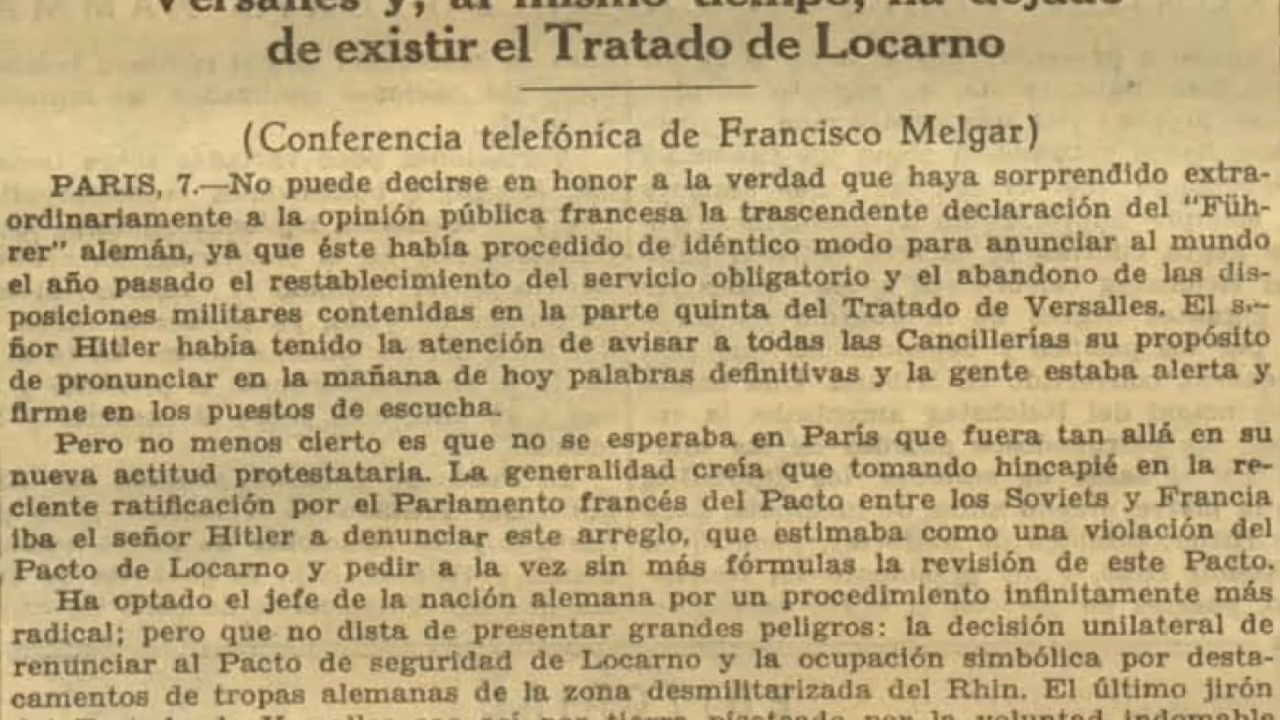 Versalles y, al mismo tiempo, ha dejado
de existir el Tratado de Locarno
(Conferencia telefónica de Francisco Melgar)
PARIS, 7.—No puede decirse en honor a la verdad que haya sorprendido extra-
ordinariamente a la opinión pública francesa la trascendente declaración del "Füh-
rer" alemán, ya que éste había procedido de idéntico modo para anunciar al mundo
el año pasado el restablecimiento del servicio obligatorio y el abandono de las dis-
posiciones militares contenidas en la parte quinta del Tratado de Versalles. El se-
ñor Hitler había tenido la atención de avisar a todas las Cancillerías su propósito
de pronunciar en la mañana de hoy palabras definitivas y la gente estaba alerta y
firme en los puestos de escucha.
Pero no menos cierto es que no se esperaba en París que fuera tan allá en su
nueva actitud protestataria. La generalidad creía que tomando hincapié en la re-
ciente ratificación por el Parlamento francés del Pacto entre los Soviets y Francia
iba el señor Hitler a denunciar este arreglo, que estimaba como una violación del
Pacto de Locarno y pedir a la vez sin más fórmulas la revisión de este Pacto.
Ha optado el jefe de la nación alemana por un procedimiento infinitamente más
radical; pero que no dista de presentar grandes peligros: la decisión unilateral de
renunciar al Pacto de seguridad de Locarno y la ocupación simbólica por desta-
camentos de tropas alemanas de la zona desmilitarizada del Rhin. El último jirón